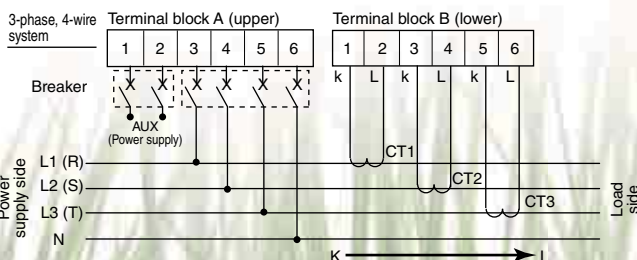 3-phase, 4-wire
system
Terminal block A (upper)
Terminal block B (lower)
1 2 3 4 5 6
1 2 3 4 5 6
k L k L k L
Breaker
AUX
(Power supply)
CT1
CT2
CT3
Power
supply side
L1 (R)
L2 (S)
L3 (T)
N
Load
side
K L